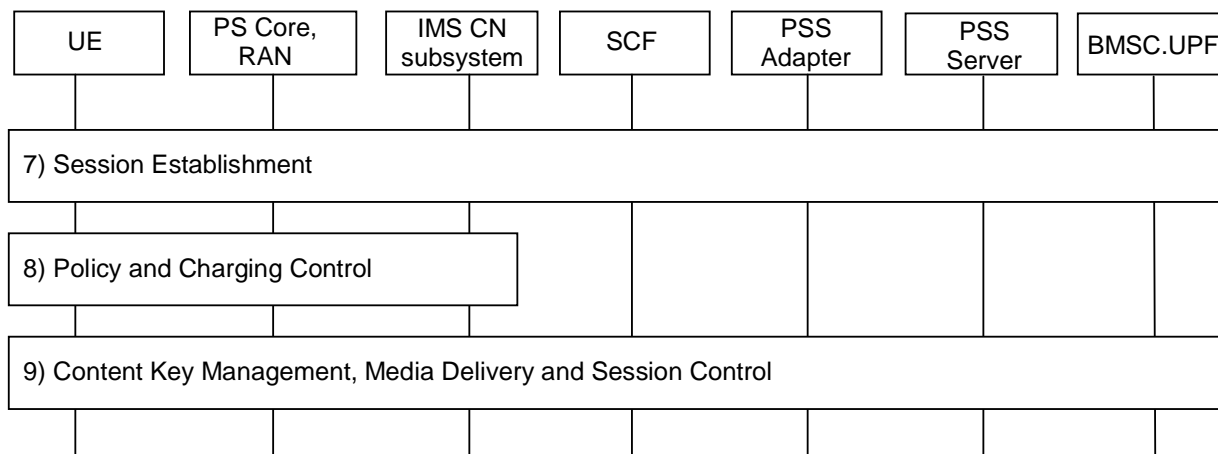 UE
PS Core,
RAN
IMS CN
subsystem
SCF
PSS
Adapter
PSS
Server
BMSC.UPF
7) Session Establishment
8) Policy and Charging Control
9) Content Key Management, Media Delivery and Session Control